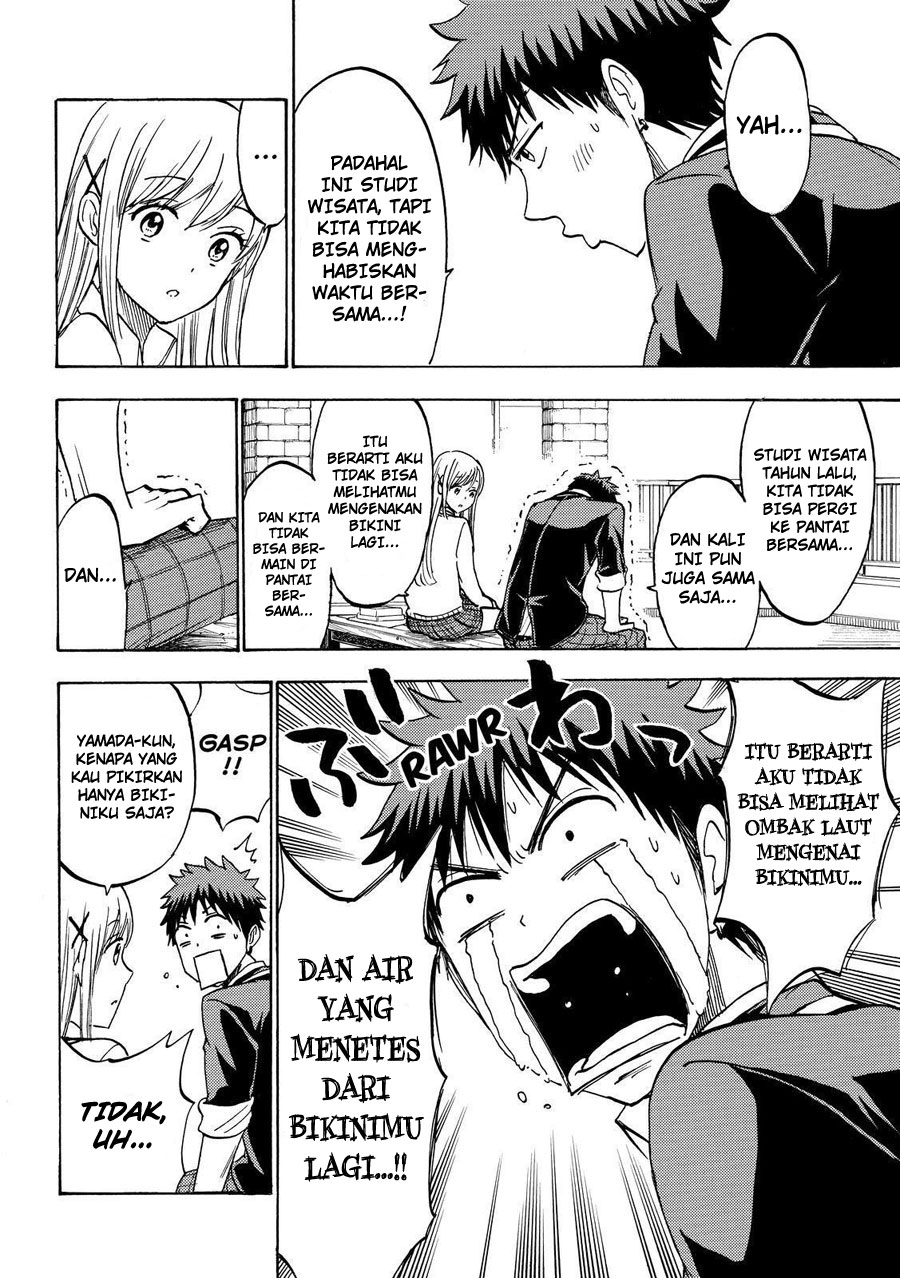 YAH...
PADAHAL
INI STUDI
WISATA, TAPI
KITA TIDAK
BISA MENG-
HABISKAN
WAKTU BER-
SAMA...!
...
STUDI WISATA
TAHUN LALU,
KITA TIDAK
BISA PERGI
KE PANTAI
BERSAMA...
DAN KALI
INI PUN
JUGA SAMA
SAJA...
ITU
BERARTI AKU
TIDAK BISA
MELIHATMU
MENGENAKAN
BIKINI
LAGI...
DAN KITA
TIDAK
BISA BER-
MAIN DI
PANTAI
BER-
SAMA...
DAN...
ITU BERARTI
AKU TIDAK
BISA MELIHAT
OMBAK LAUT
MENGENAI
BIKINIMU...
ぶわっ
RAWR
DAN AIR
YANG
MENETES
DARI
BIKINIMU
LAGI...!!
GASP
!!
YAMADA-KUN,
KENAPA YANG
KAU PIKIRKAN
HANYA BIKI-
NIKU SAJA?
TIDAK,
UH...